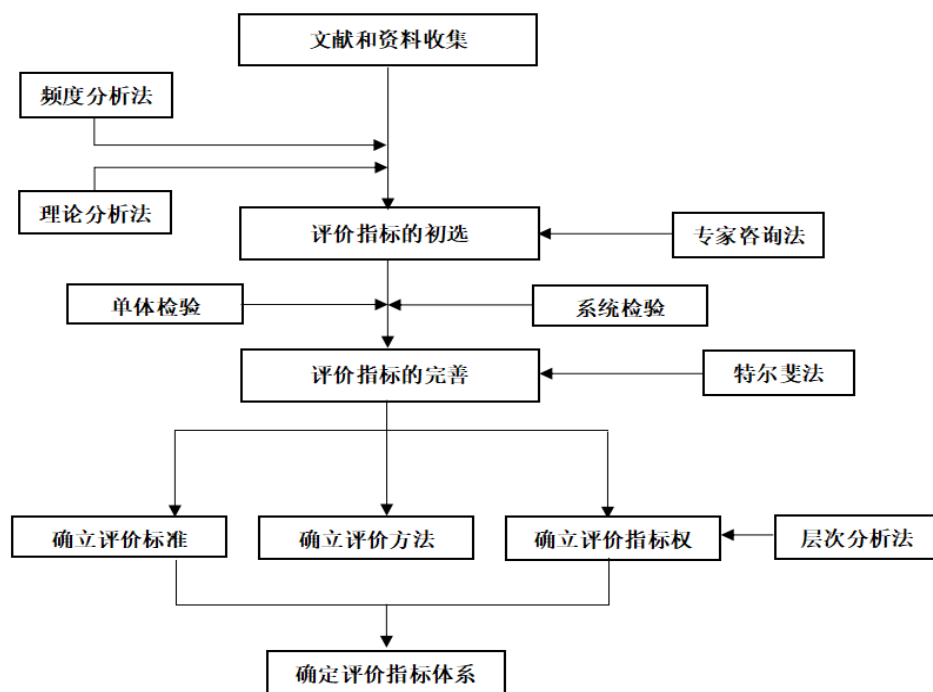 文献和资料收集
频度分析法
理论分析法
评价指标的初选
专家咨询法
单体检验
系统检验
评价指标的完善
特尔斐法
确立评价标准
确立评价方法
确立评价指标权
层次分析法
确定评价指标体系